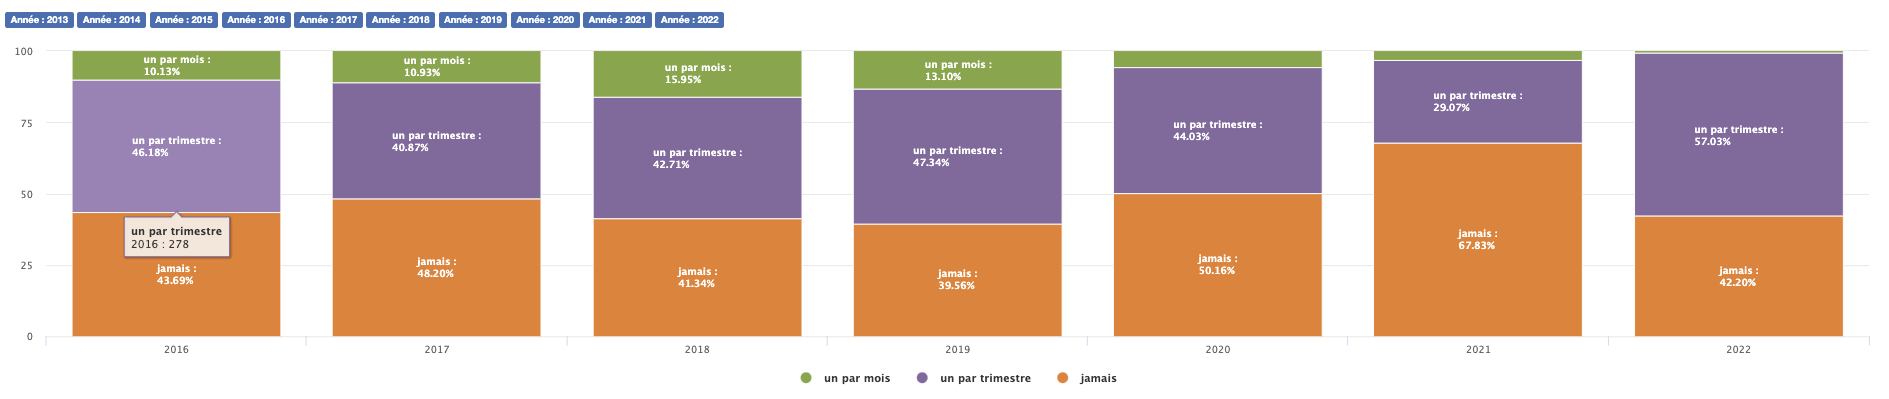 Année : 2013 Année : 2014 Année : 2015 Année : 2016 Année : 2017 Année : 2018 Année : 2019 Année : 2020 Année : 2021 Année : 2022
100
75
50
25
0
un par mois :
10.13%
un par trimestre :
46.18%
un par trimestre
2016 : 278
jamais :
43.69%
un par mois :
10.93%
un par trimestre :
40.87%
jamais :
48.20%
un par mois :
15.95%
un par trimestre :
42.71%
jamais :
41.34%
un par mois :
13.10%
un par trimestre :
47.34%
jamais :
39.56%
un par trimestre :
44.03%
jamais :
50.16%
un par trimestre :
29.07%
jamais :
67.83%
un par trimestre :
57.03%
jamais :
42.20%
2016 2017 2018 2019 2020 2021 2022
un par mois un par trimestre jamais